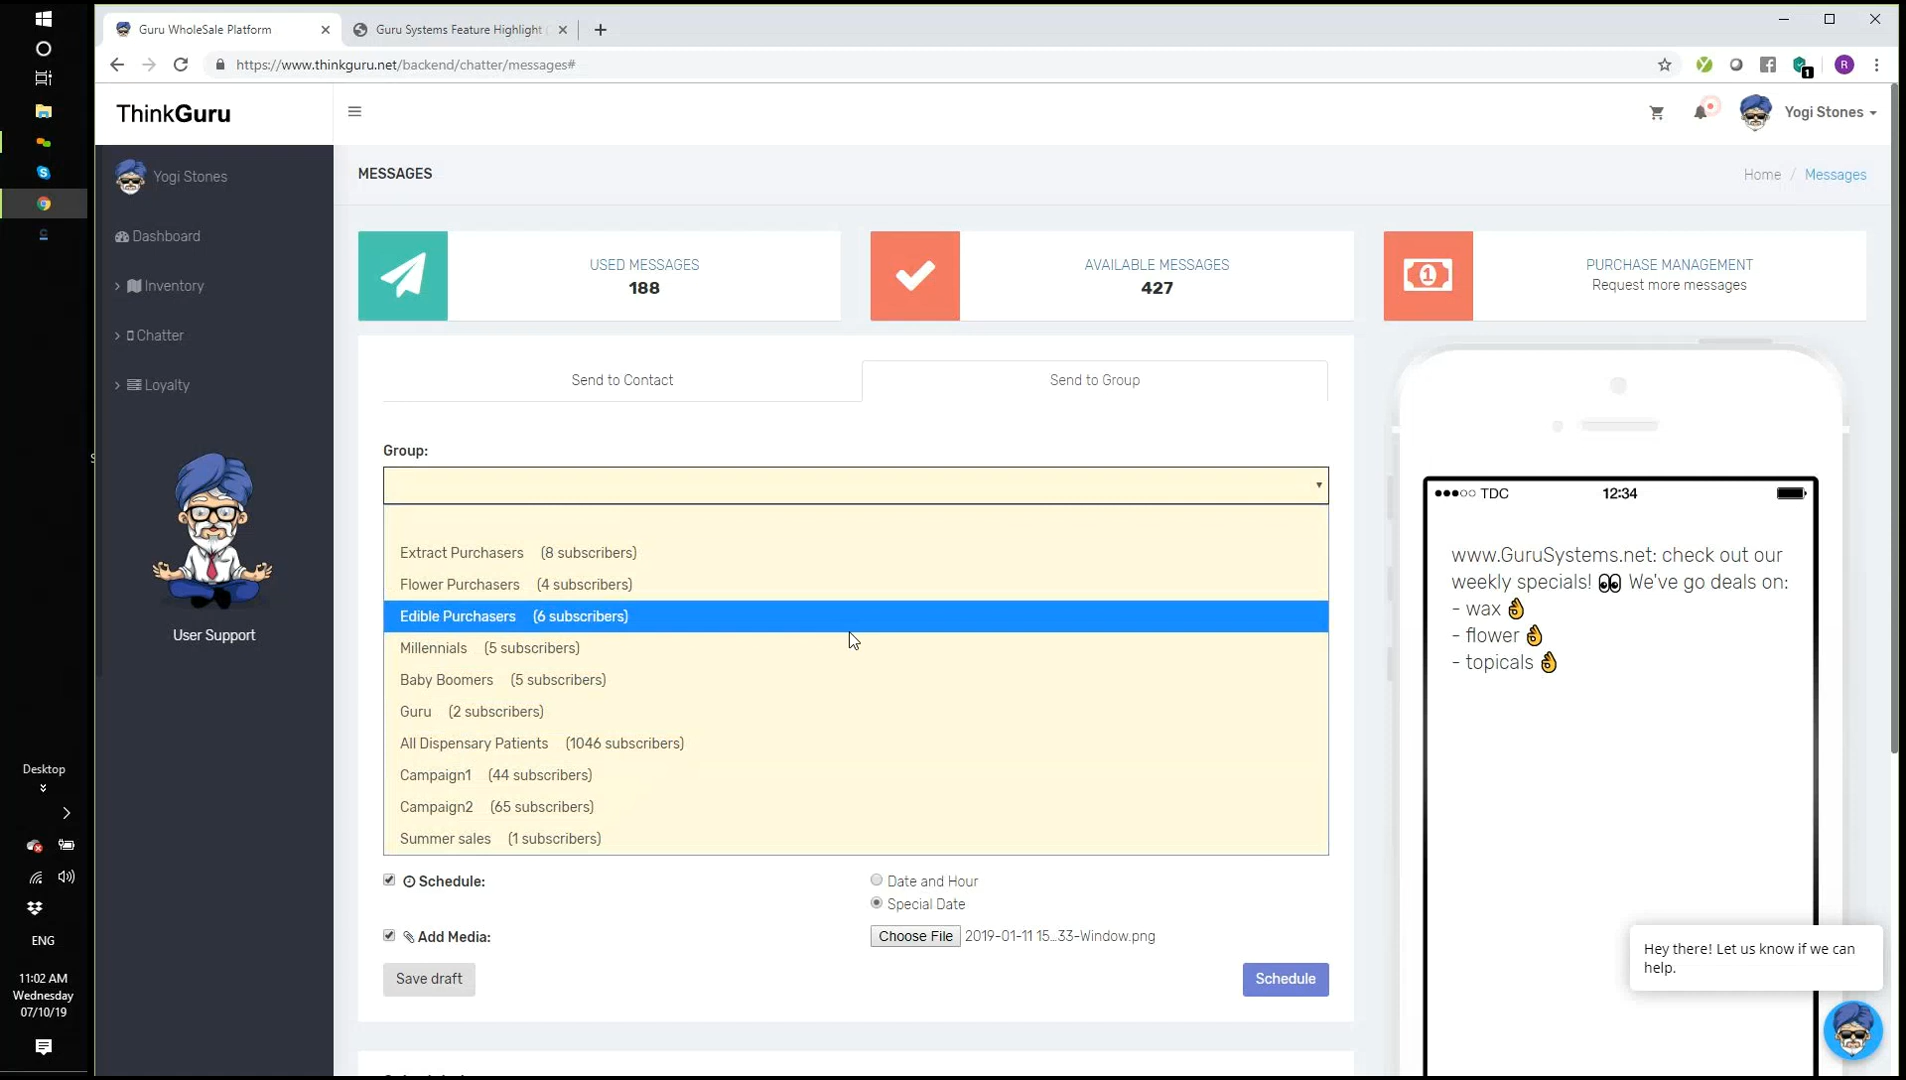 Guru WholeSale Platform
Guru Systems Feature Highlight
https://www.thinkguru.net/backend/chatter/messages#
1
R
ThinkGuru
Yogi Stones
Yogi Stones
MESSAGES
Home / Messages
Dashboard
Inventory
Chatter
Loyalty
User Support
USED MESSAGES
188
AVAILABLE MESSAGES
427
1
PURCHASE MANAGEMENT
Request more messages
Send to Contact
Send to Group
Group:
Extract Purchasers (8 subscribers)
Flower Purchasers (4 subscribers)
Edible Purchasers (6 subscribers)
Millennials (5 subscribers)
Baby Boomers (5 subscribers)
Guru (2 subscribers)
All Dispensary Patients (1046 subscribers)
Campaign1 (44 subscribers)
Campaign2 (65 subscribers)
Summer sales (1 subscribers)
Schedule:
Date and Hour
Special Date
Add Media:
Choose File 2019-01-11 15...33-Window.png
Save draft
Schedule
TDC
12:34
www.GuruSystems.net: check out our
weekly specials! 👀 We've go deals on:
- wax 👌
- flower 👌
- topicals 👌
Hey there! Let us know if we can
help.
Desktop
ENG
11:02 AM
Wednesday
07/10/19